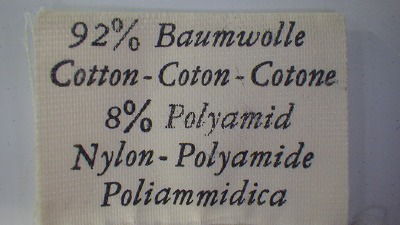 92% Baumwolle
Cotton-Coton-Cotone
8% Polyamid
Nylon-Polyamide
Poliammidica